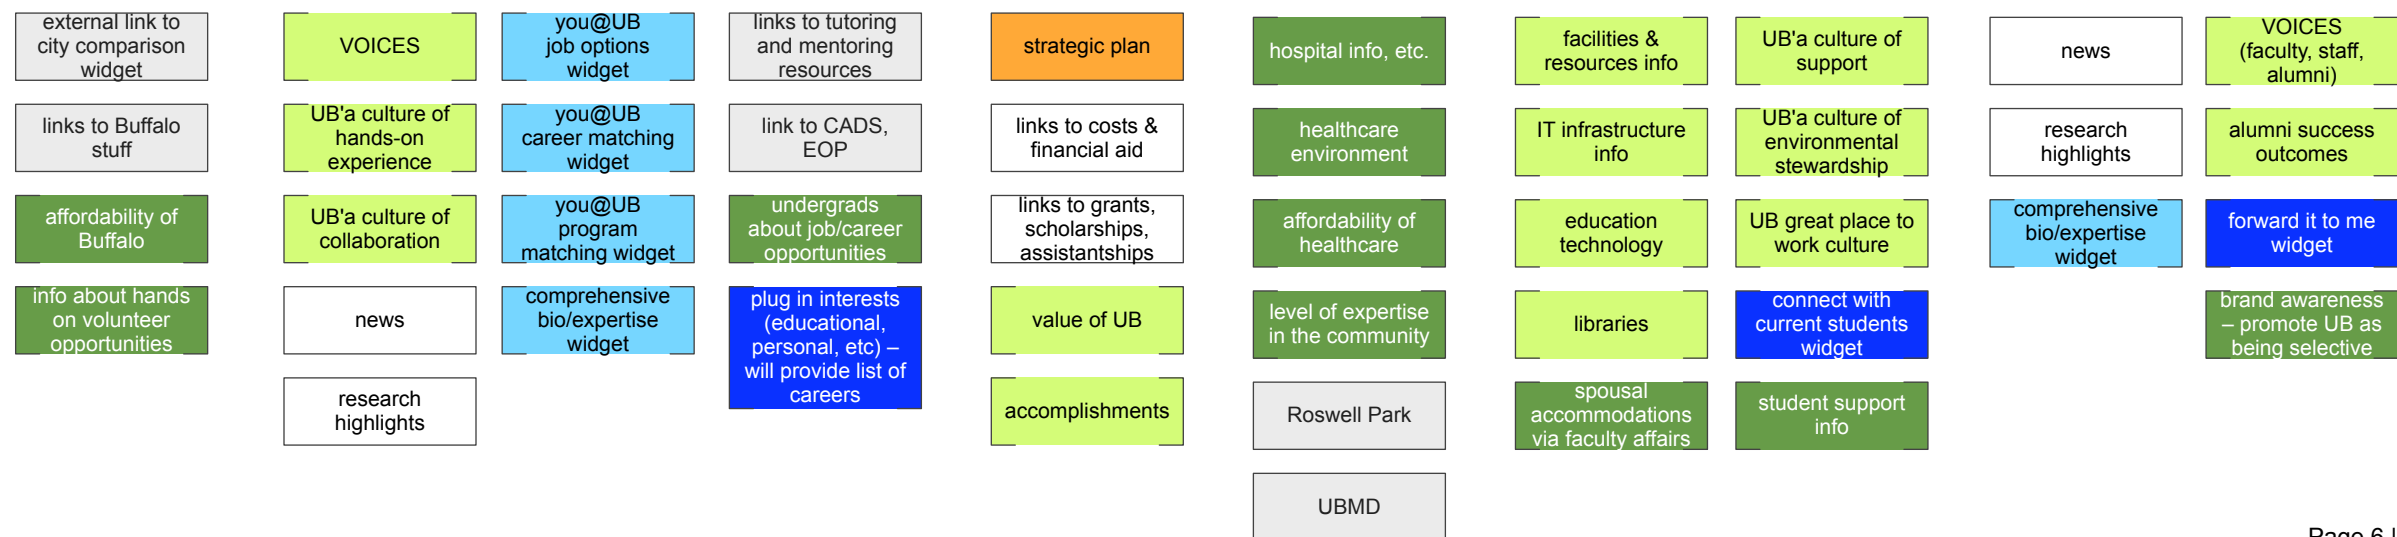 external link to
city comparison
widget
links to Buffalo
stuff
affordability of
Buffalo
info about hands
on volunteer
opportunities
VOICES
UB'a culture of
hands-on
experience
UB'a culture of
collaboration
news
research
highlights
you@UB
job options
widget
you@UB
career matching
widget
you@UB
program
matching widget
comprehensive
bio/expertise
widget
links to tutoring
and mentoring
resources
link to CADS,
EOP
undergrads
about job/career
opportunities
plug in interests
(educational,
personal, etc) –
will provide list of
careers
strategic plan
links to costs &
financial aid
links to grants,
scholarships,
assistantships
value of UB
accomplishments
hospital info, etc.
healthcare
environment
affordability of
healthcare
level of expertise
in the community
Roswell Park
UBMD
facilities &
resources info
IT infrastructure
info
education
technology
libraries
spousal
accommodations
via faculty affairs
UB'a culture of
support
UB'a culture of
environmental
stewardship
UB great place to
work culture
connect with
current students
widget
student support
info
news
research
highlights
comprehensive
bio/expertise
widget
VOICES
(faculty, staff,
alumni)
alumni success
outcomes
forward it to me
widget
brand awareness
– promote UB as
being selective
Page 6 |